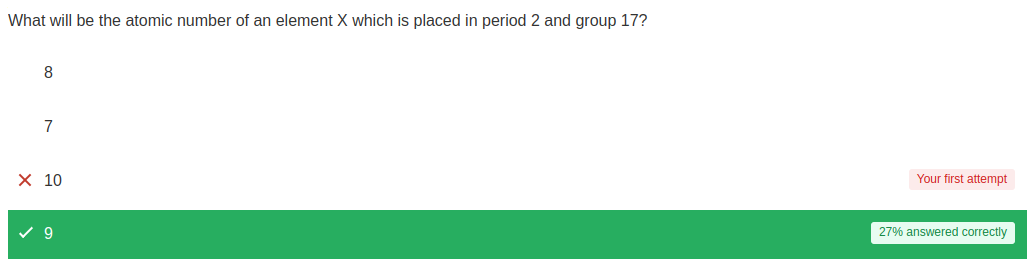 What will be the atomic number of an element X which is placed in period 2 and group 17?
8
7
10 Your first attempt
9 27% answered correctly